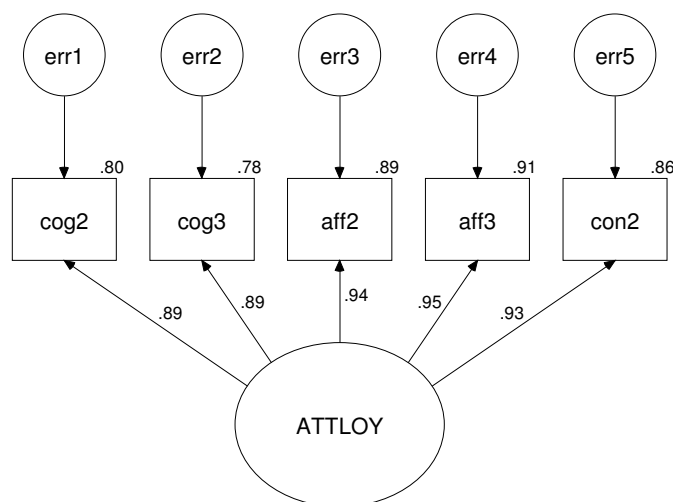 err1 err2 err3 err4 err5
.80 .78 .89 .91 .86
cog2 cog3 aff2 aff3 con2
.89 .89 .94 .95 .93
ATTLOY